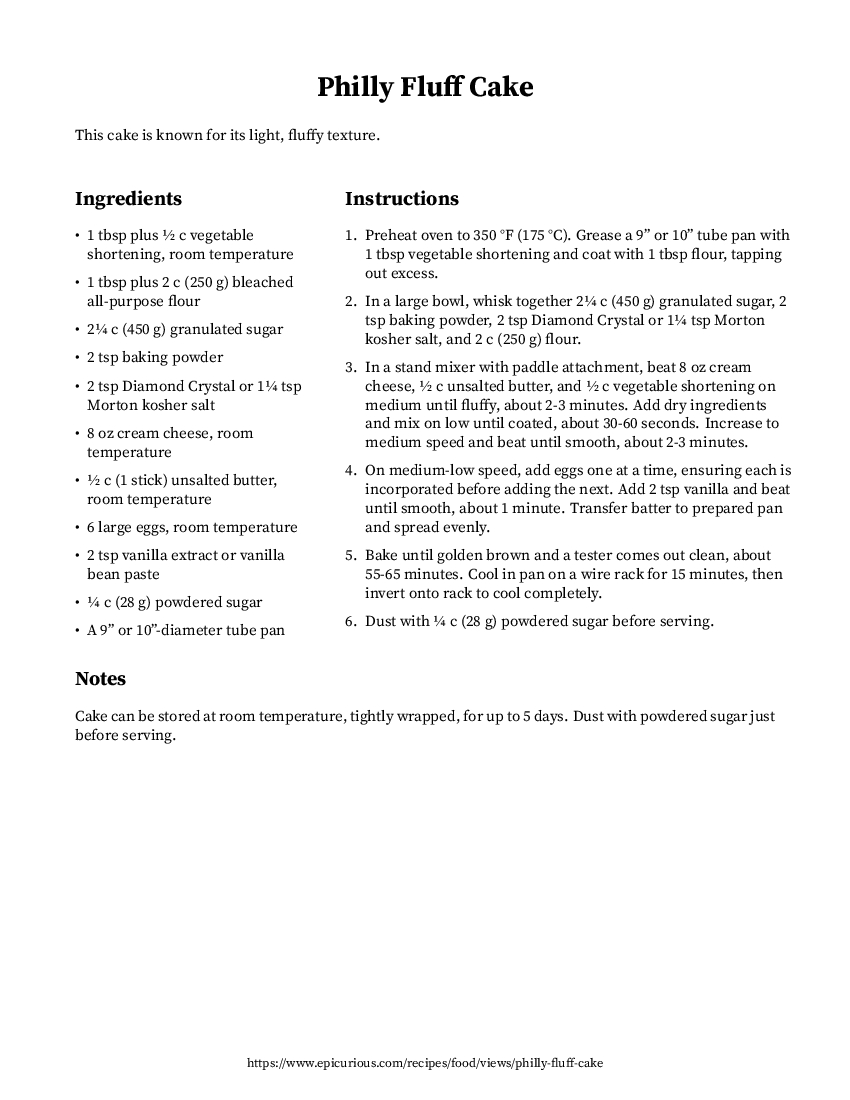 Philly Fluff Cake
This cake is known for its light, fluffy texture.
Ingredients
• 1 tbsp plus ½ c vegetable
shortening, room temperature
• 1 tbsp plus 2 c (250 g) bleached
all-purpose flour
• 2¼ c (450 g) granulated sugar
• 2 tsp baking powder
• 2 tsp Diamond Crystal or 1¼ tsp
Morton kosher salt
• 8 oz cream cheese, room
temperature
• ½ c (1 stick) unsalted butter,
room temperature
• 6 large eggs, room temperature
• 2 tsp vanilla extract or vanilla
bean paste
• ¼ c (28 g) powdered sugar
• A 9” or 10”-diameter tube pan
Instructions
1. Preheat oven to 350 °F (175 °C). Grease a 9” or 10” tube pan with
1 tbsp vegetable shortening and coat with 1 tbsp flour, tapping
out excess.
2. In a large bowl, whisk together 2¼ c (450 g) granulated sugar, 2
tsp baking powder, 2 tsp Diamond Crystal or 1¼ tsp Morton
kosher salt, and 2 c (250 g) flour.
3. In a stand mixer with paddle attachment, beat 8 oz cream
cheese, ½ c unsalted butter, and ½ c vegetable shortening on
medium until fluffy, about 2-3 minutes. Add dry ingredients
and mix on low until coated, about 30-60 seconds. Increase to
medium speed and beat until smooth, about 2-3 minutes.
4. On medium-low speed, add eggs one at a time, ensuring each is
incorporated before adding the next. Add 2 tsp vanilla and beat
until smooth, about 1 minute. Transfer batter to prepared pan
and spread evenly.
5. Bake until golden brown and a tester comes out clean, about
55-65 minutes. Cool in pan on a wire rack for 15 minutes, then
invert onto rack to cool completely.
6. Dust with ¼ c (28 g) powdered sugar before serving.
Notes
Cake can be stored at room temperature, tightly wrapped, for up to 5 days. Dust with powdered sugar just
before serving.
https://www.epicurious.com/recipes/food/views/philly-fluff-cake